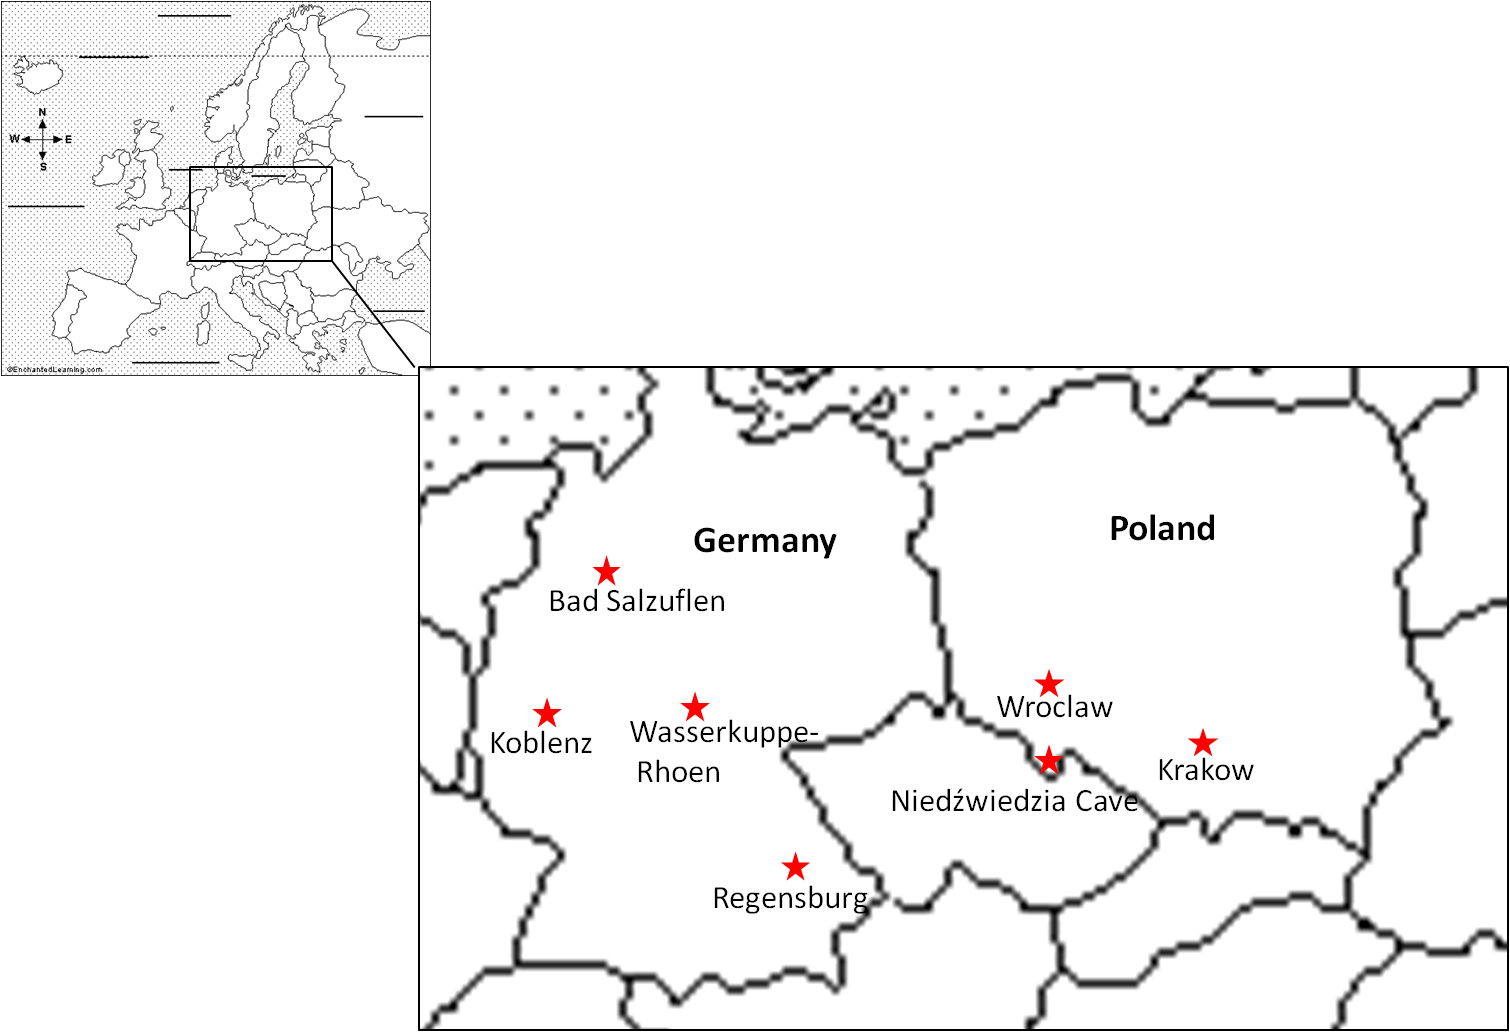 N
W E
S
©EnchantedLearning.com
Germany
Poland
Bad Salzuflen
Wroclaw
Koblenz
Wasserkuppe-
Rhoen
Krakow
Niedźwiedzia Cave
Regensburg